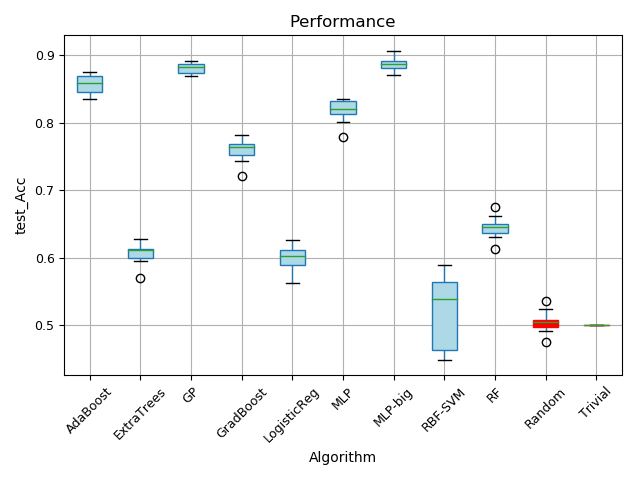 Performance
test_Acc
0.9
0.8
0.7
0.6
0.5
AdaBoost
ExtraTrees
GP
GradBoost
LogisticReg
MLP
MLP-big
RBF-SVM
RF
Random
Trivial
Algorithm